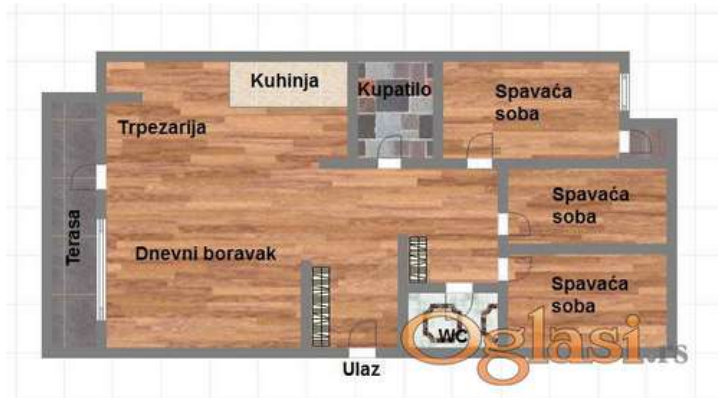 Kuhinja
Kupatilo
Spavaća
soba
Trpezarija
Spavaća
soba
Terasa
Dnevni boravak
Spavaća
soba
WC
Oglasi.rs
Ulaz